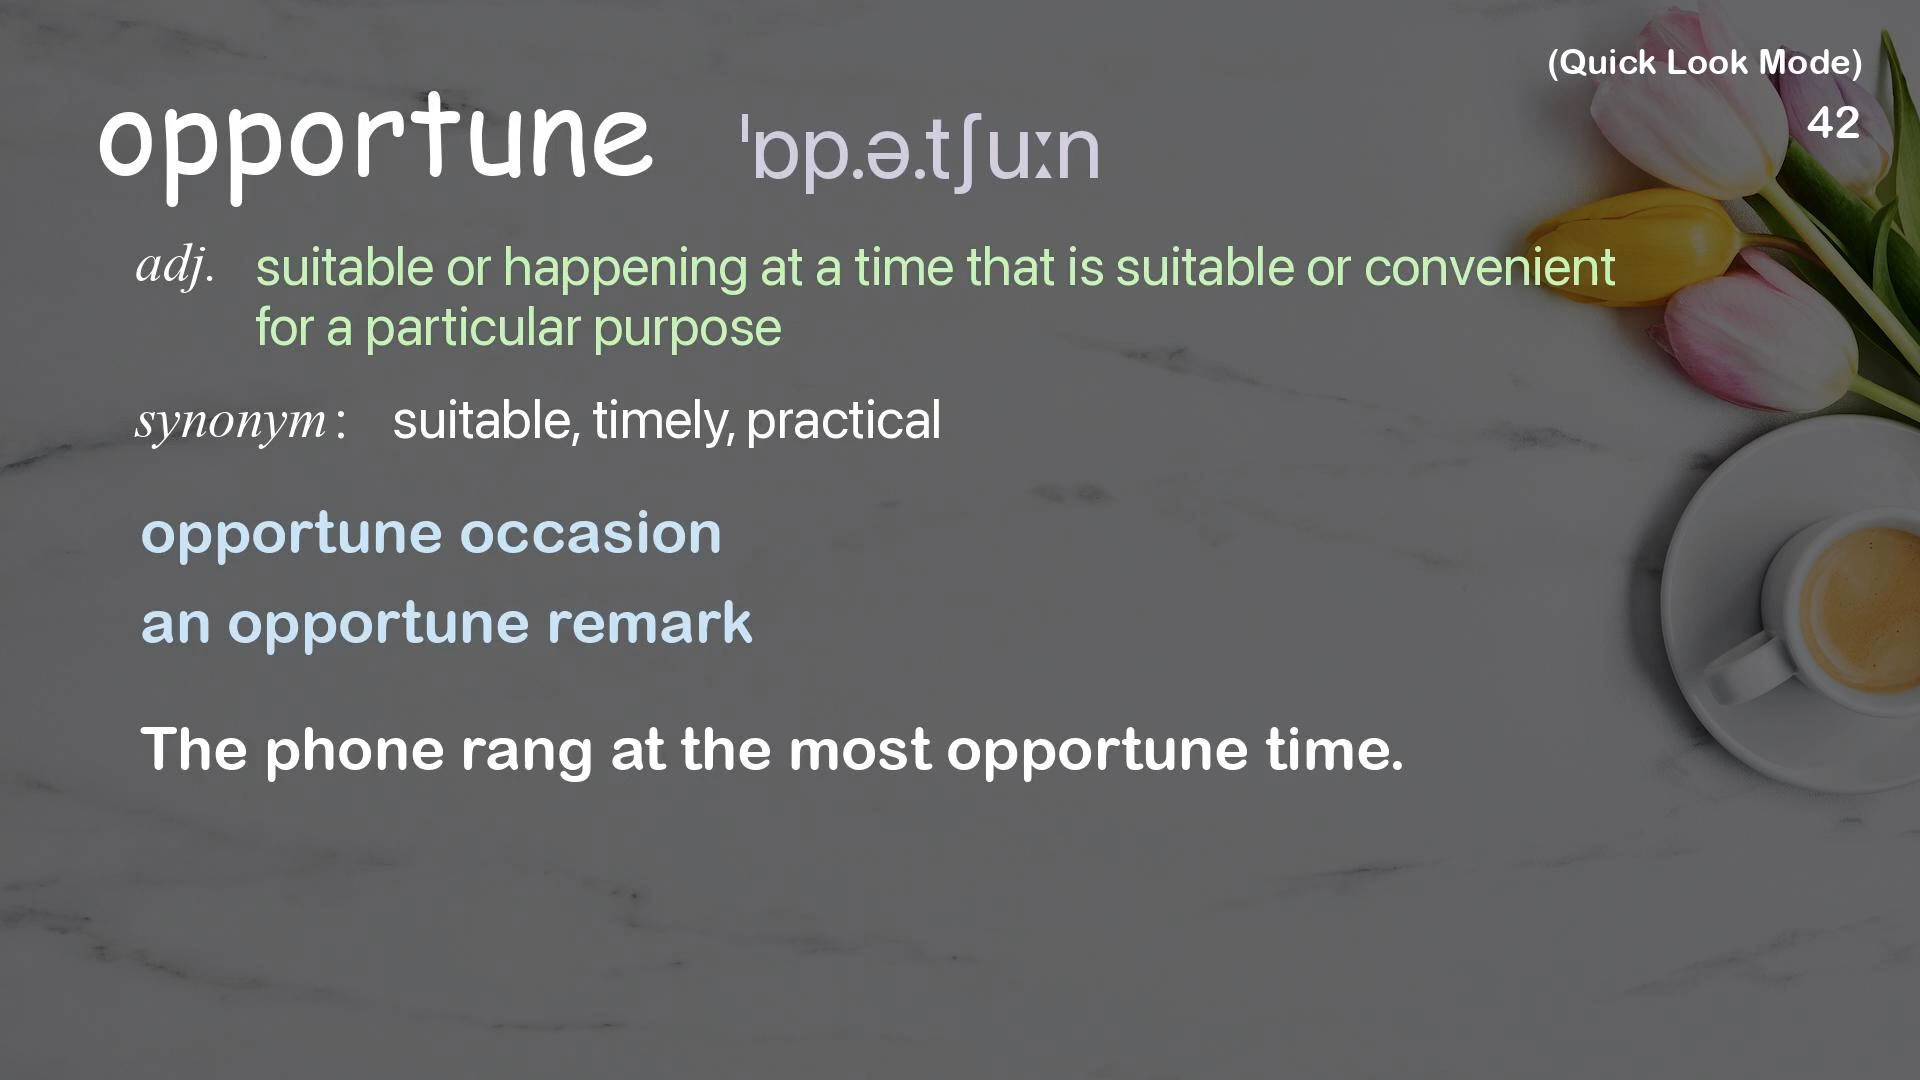 (Quick Look Mode)
42
opportune ˈɒp.ə.tʃuːn
adj. suitable or happening at a time that is suitable or convenient
for a particular purpose
synonym: suitable, timely, practical
opportune occasion
an opportune remark
The phone rang at the most opportune time.